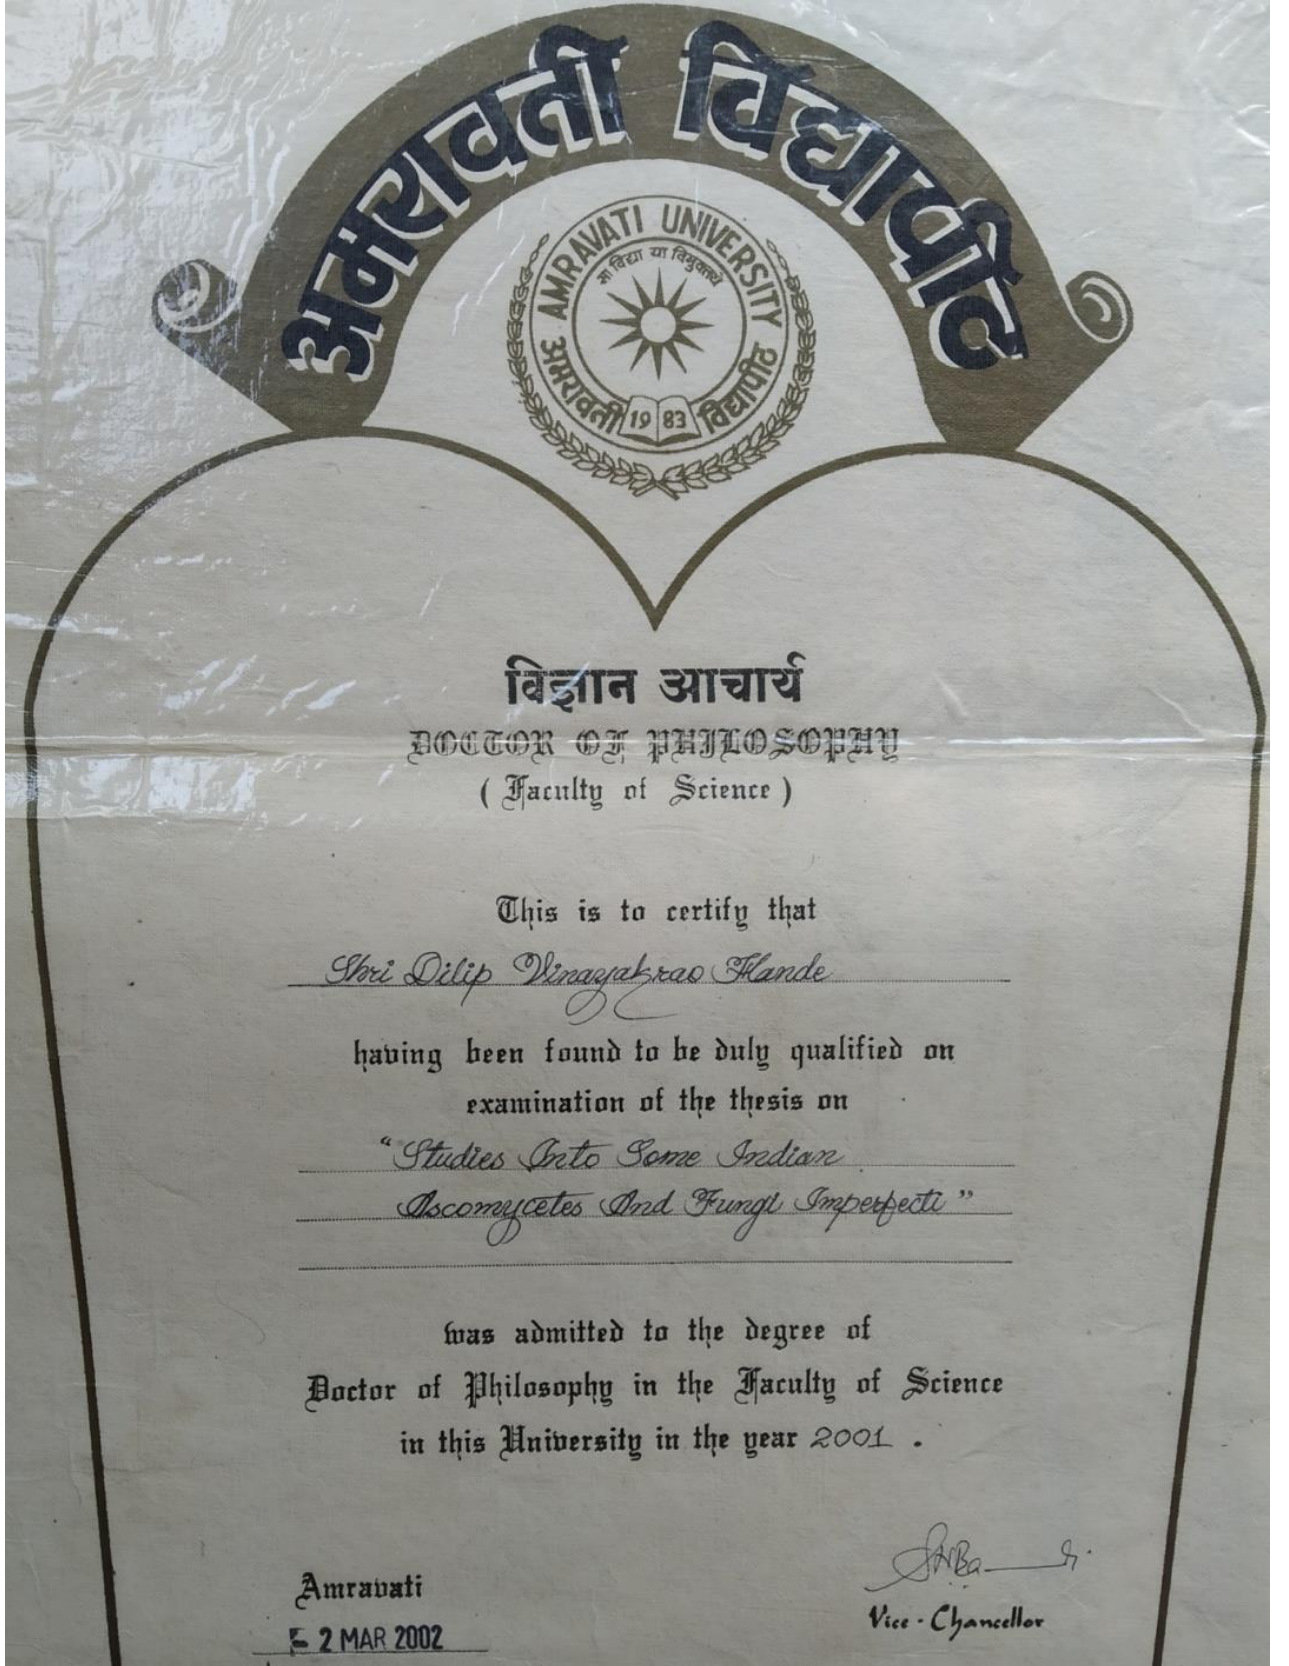 अमरावती विद्यापीठ
AMRAVATI UNIVERSITY
सा विद्या या विमुक्तये
अमरावती 1983 विद्यापीठ
विज्ञान आचार्य
DOCTOR OF PHILOSOPHY
( Faculty of Science )
This is to certify that
Shri Dilip Vinayakrao Hande
having been found to be duly qualified on
examination of the thesis on
“Studies Into Some Indian
Ascomycetes And Fungi Imperfecti”
was admitted to the degree of
Doctor of Philosophy in the Faculty of Science
in this University in the year 2001 .
Amravati
2 MAR 2002
Vice - Chancellor